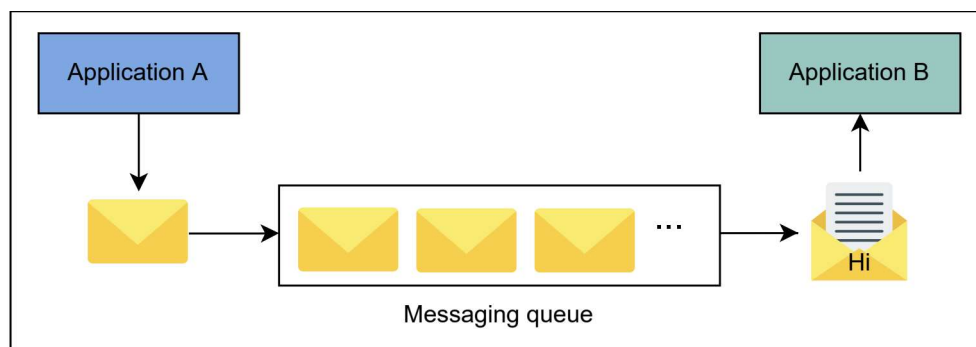 Application A
Application B
...
Hi
Messaging queue